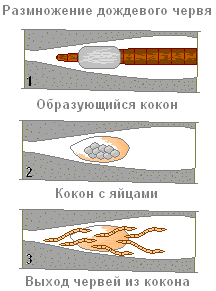 Размножение дождевого червя
1
Образующийся кокон
2
Кокон с яйцами
3
Выход червей из кокона